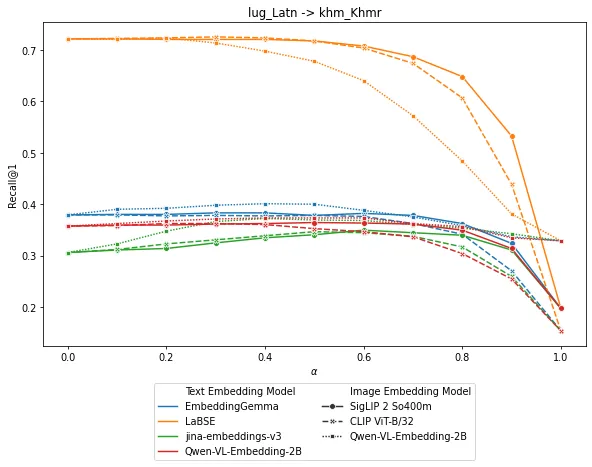 lug_Latn -> khm_Khmr
Recall@1
0.7
0.6
0.5
0.4
0.3
0.2
0.0 0.2 0.4 0.6 0.8 1.0
α
Text Embedding Model Image Embedding Model
EmbeddingGemma SigLIP 2 So400m
LaBSE CLIP ViT-B/32
jina-embeddings-v3 Qwen-VL-Embedding-2B
Qwen-VL-Embedding-2B